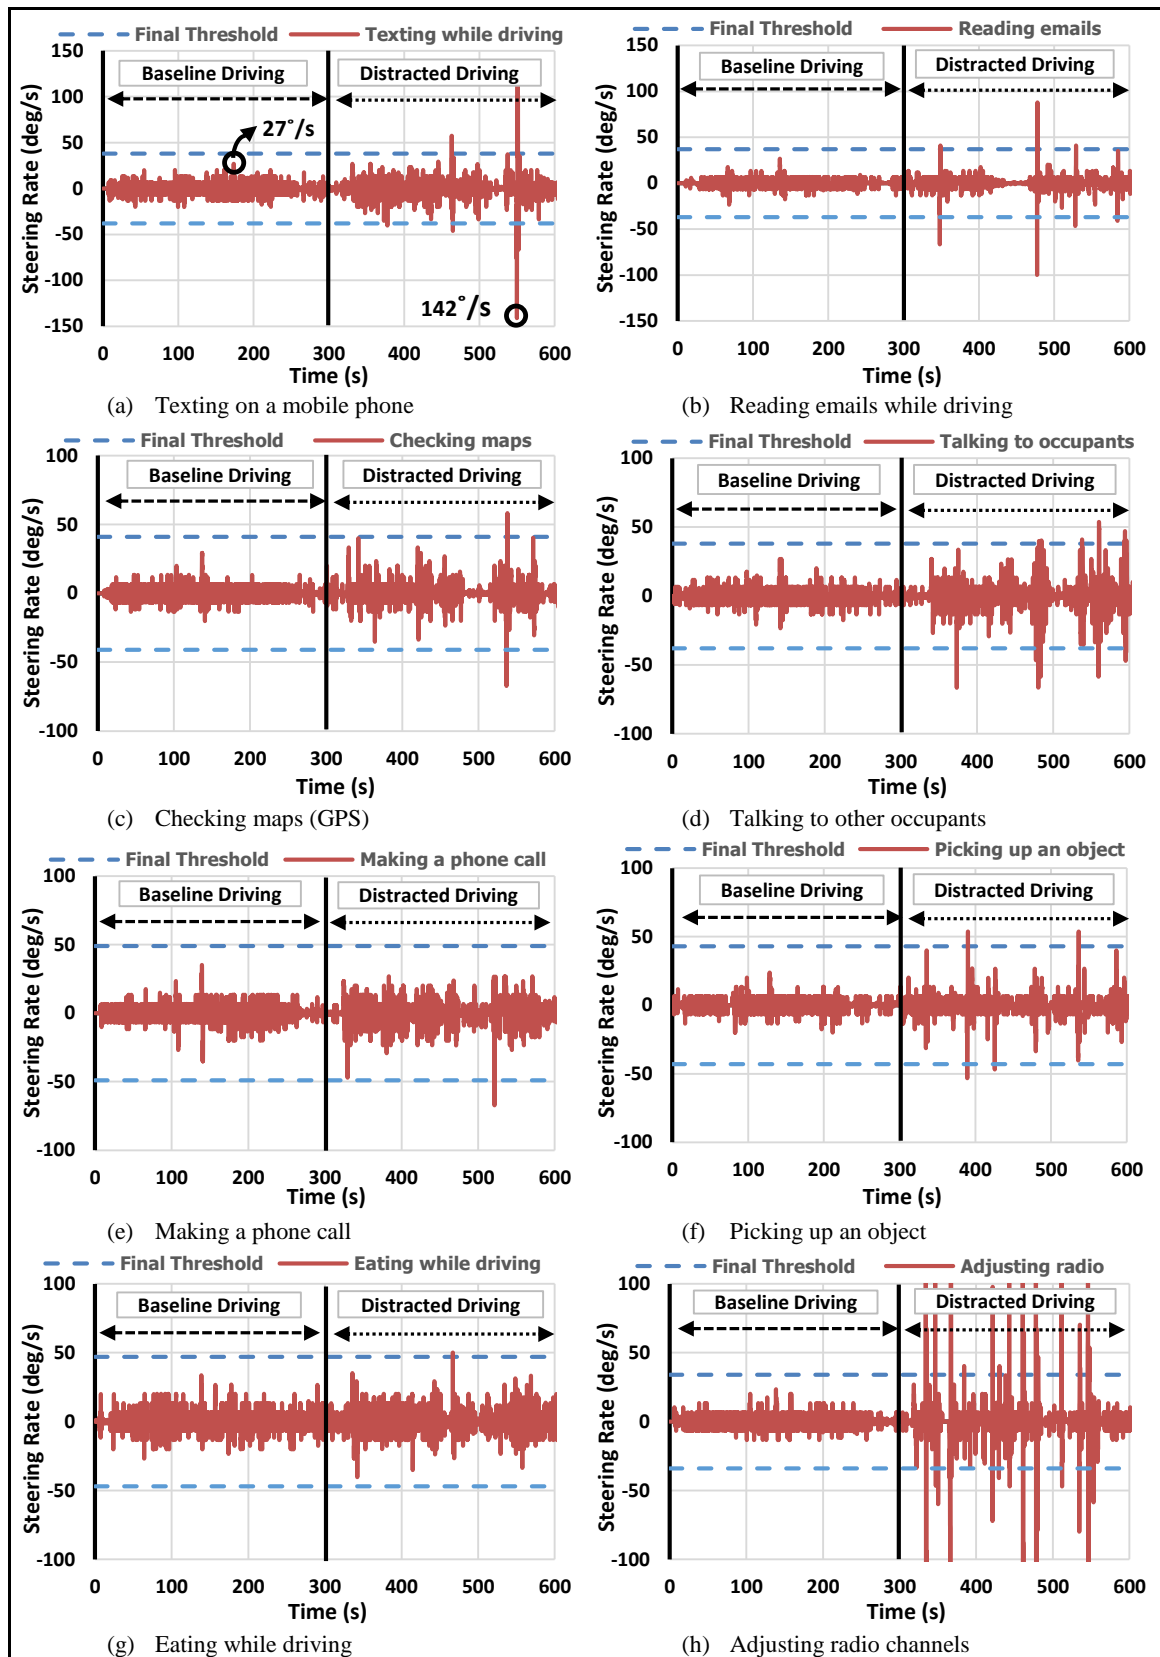 Final Threshold Texting while driving
150
100
50
0
-50
-100
-150
Steering Rate (deg/s)
Baseline Driving Distracted Driving
27°/s
142°/s
0 100 200 300 400 500 600
Time (s)
(a) Texting on a mobile phone
Final Threshold Reading emails
150
100
50
0
-50
-100
-150
Steering Rate (deg/s)
Baseline Driving Distracted Driving
0 100 200 300 400 500 600
Time (s)
(b) Reading emails while driving
Final Threshold Checking maps
100
50
0
-50
-100
Steering Rate (deg/s)
Baseline Driving Distracted Driving
0 100 200 300 400 500 600
Time (s)
(c) Checking maps (GPS)
Final Threshold Talking to occupants
100
50
0
-50
-100
Steering Rate (deg/s)
Baseline Driving Distracted Driving
0 100 200 300 400 500 600
Time (s)
(d) Talking to other occupants
Final Threshold Making a phone call
100
50
0
-50
-100
Steering Rate (deg/s)
Baseline Driving Distracted Driving
0 100 200 300 400 500 600
Time (s)
(e) Making a phone call
Final Threshold Picking up an object
100
50
0
-50
-100
Steering Rate (deg/s)
Baseline Driving Distracted Driving
0 100 200 300 400 500 600
Time (s)
(f) Picking up an object
Final Threshold Eating while driving
100
50
0
-50
-100
Steering Rate (deg/s)
Baseline Driving Distracted Driving
0 100 200 300 400 500 600
Time (s)
(g) Eating while driving
Final Threshold Adjusting radio
100
50
0
-50
-100
Steering Rate (deg/s)
Baseline Driving Distracted Driving
0 100 200 300 400 500 600
Time (s)
(h) Adjusting radio channels